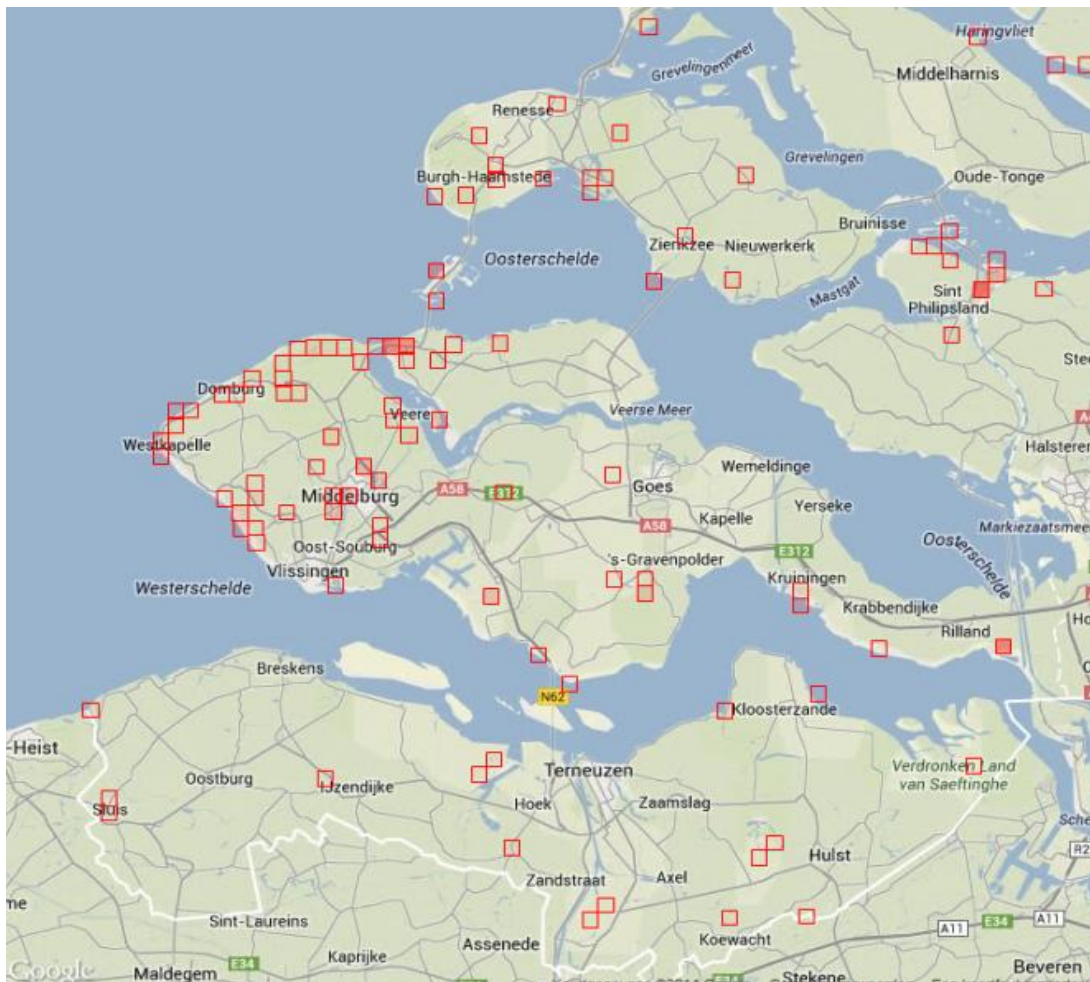 Haringvliet
Middelharnis
Grevelingenmeer
Renesse
Grevelingen
Burgh-Haamstede
Oude-Tonge
Bruinisse
Zierikzee
Nieuwerkerk
Oosterschelde
Mastgat
Sint
Philipsland
Domburg
Veere
Veerse Meer
Westkapelle
Halsteren
Wemeldinge
Goes
Middelburg
A58
E312
Yerseke
Kapelle
A58
Markiezaatsmeer
Oost-Souburg
Oosterschelde
E312
's-Gravenpolder
Vlissingen
Kruiningen
Westerschelde
Krabbendijke
Rilland
Breskens
N62
Kloosterzande
-Heist
Oostburg
IJzendijke
Terneuzen
Verdronken Land
van Saeftinghe
Sluis
Hoek
Zaamslag
Hulst
Zandstraat
Axel
Sint-Laureins
Koewacht
E34
A11
A11
Assenede
Kaprijke
E34
Google
Maldegem
E34
Stekene
Beveren